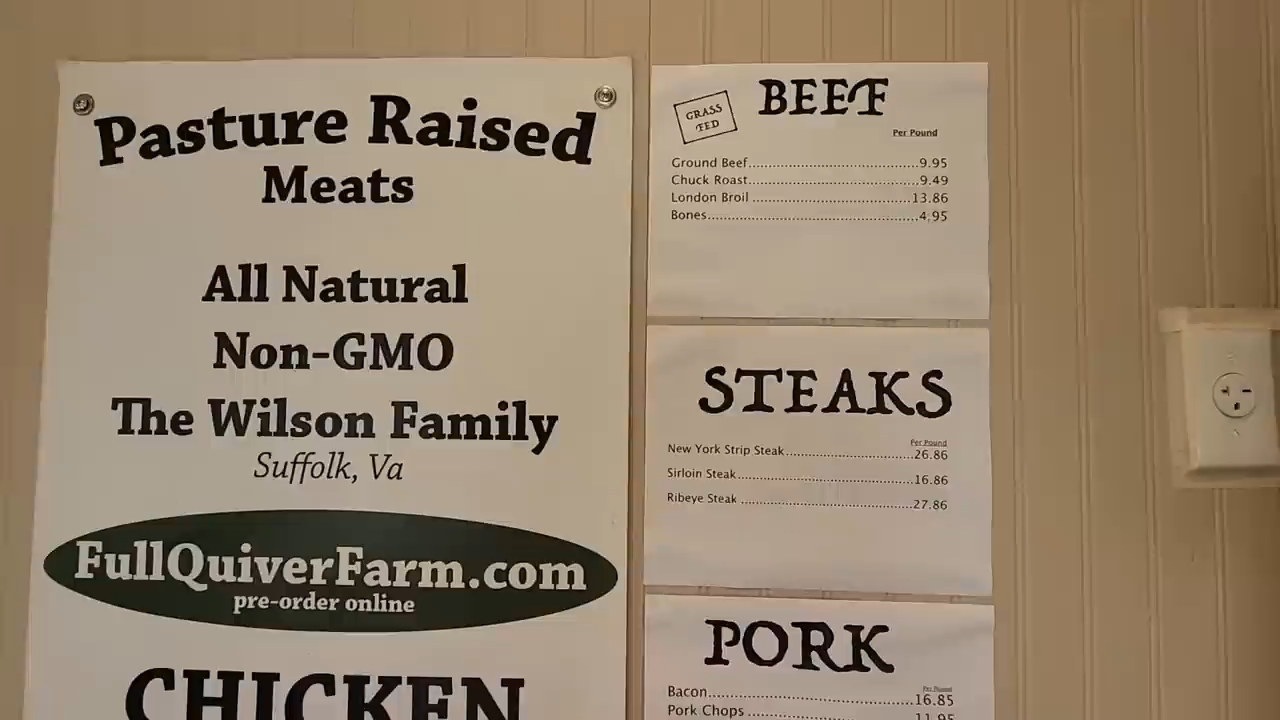 Pasture Raised
Meats
All Natural
Non-GMO
The Wilson Family
Suffolk, Va
FullQuiverFarm.com
pre-order online
CHICKEN
GRASS
FED
BEEF
Per Pound
Ground Beef..........9.95
Chuck Roast..........9.49
London Broil ..........13.86
Bones..........4.95
STEAKS
Per Pound
New York Strip Steak..........26.86
Sirloin Steak..........16.86
Ribeye Steak ..........27.86
PORK
Per Pound
Bacon..........16.85
Pork Chops ..........11.95